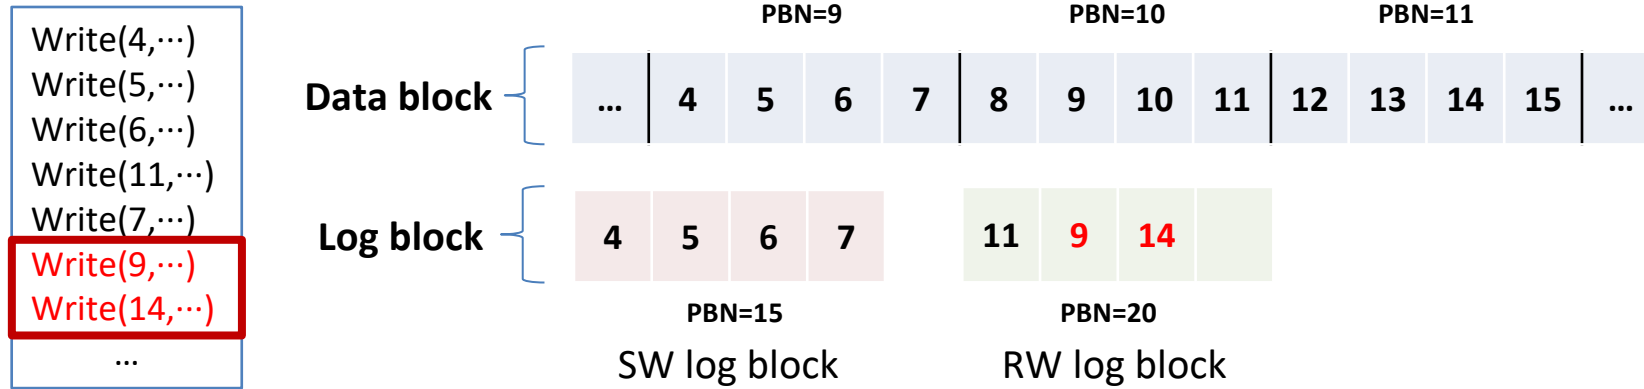 Write(4,⋯)
Write(5,⋯)
Write(6,⋯)
Write(11,⋯)
Write(7,⋯)
Write(9,⋯)
Write(14,⋯)
...
PBN=9 PBN=10 PBN=11
Data block ... 4 5 6 7 8 9 10 11 12 13 14 15 ...
Log block 4 5 6 7 11 9 14
PBN=15 PBN=20
SW log block RW log block